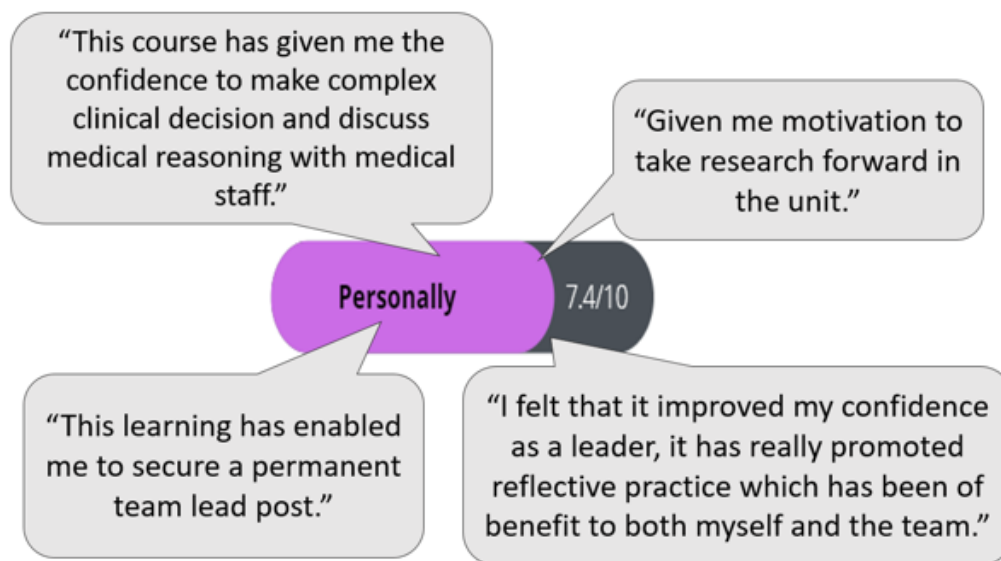 “This course has given me the
confidence to make complex
clinical decision and discuss
medical reasoning with medical
staff.”
“Given me motivation to
take research forward in
the unit.”
Personally
7.4/10
“This learning has enabled
me to secure a permanent
team lead post.”
“I felt that it improved my confidence
as a leader, it has really promoted
reflective practice which has been of
benefit to both myself and the team.”